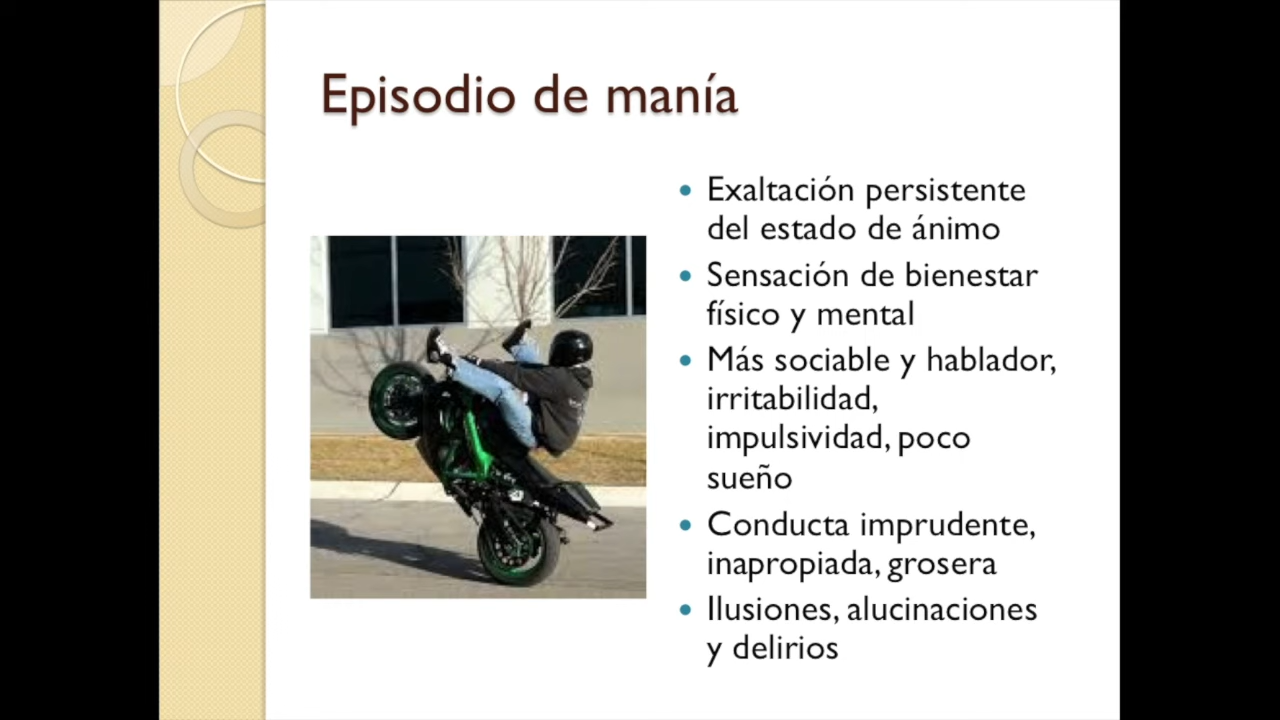 Episodio de manía
Exaltación persistente
del estado de ánimo
Sensación de bienestar
físico y mental
Más sociable y hablador,
irritabilidad,
impulsividad, poco
sueño
Conducta imprudente,
inapropiada, grosera
Ilusiones, alucinaciones
y delirios